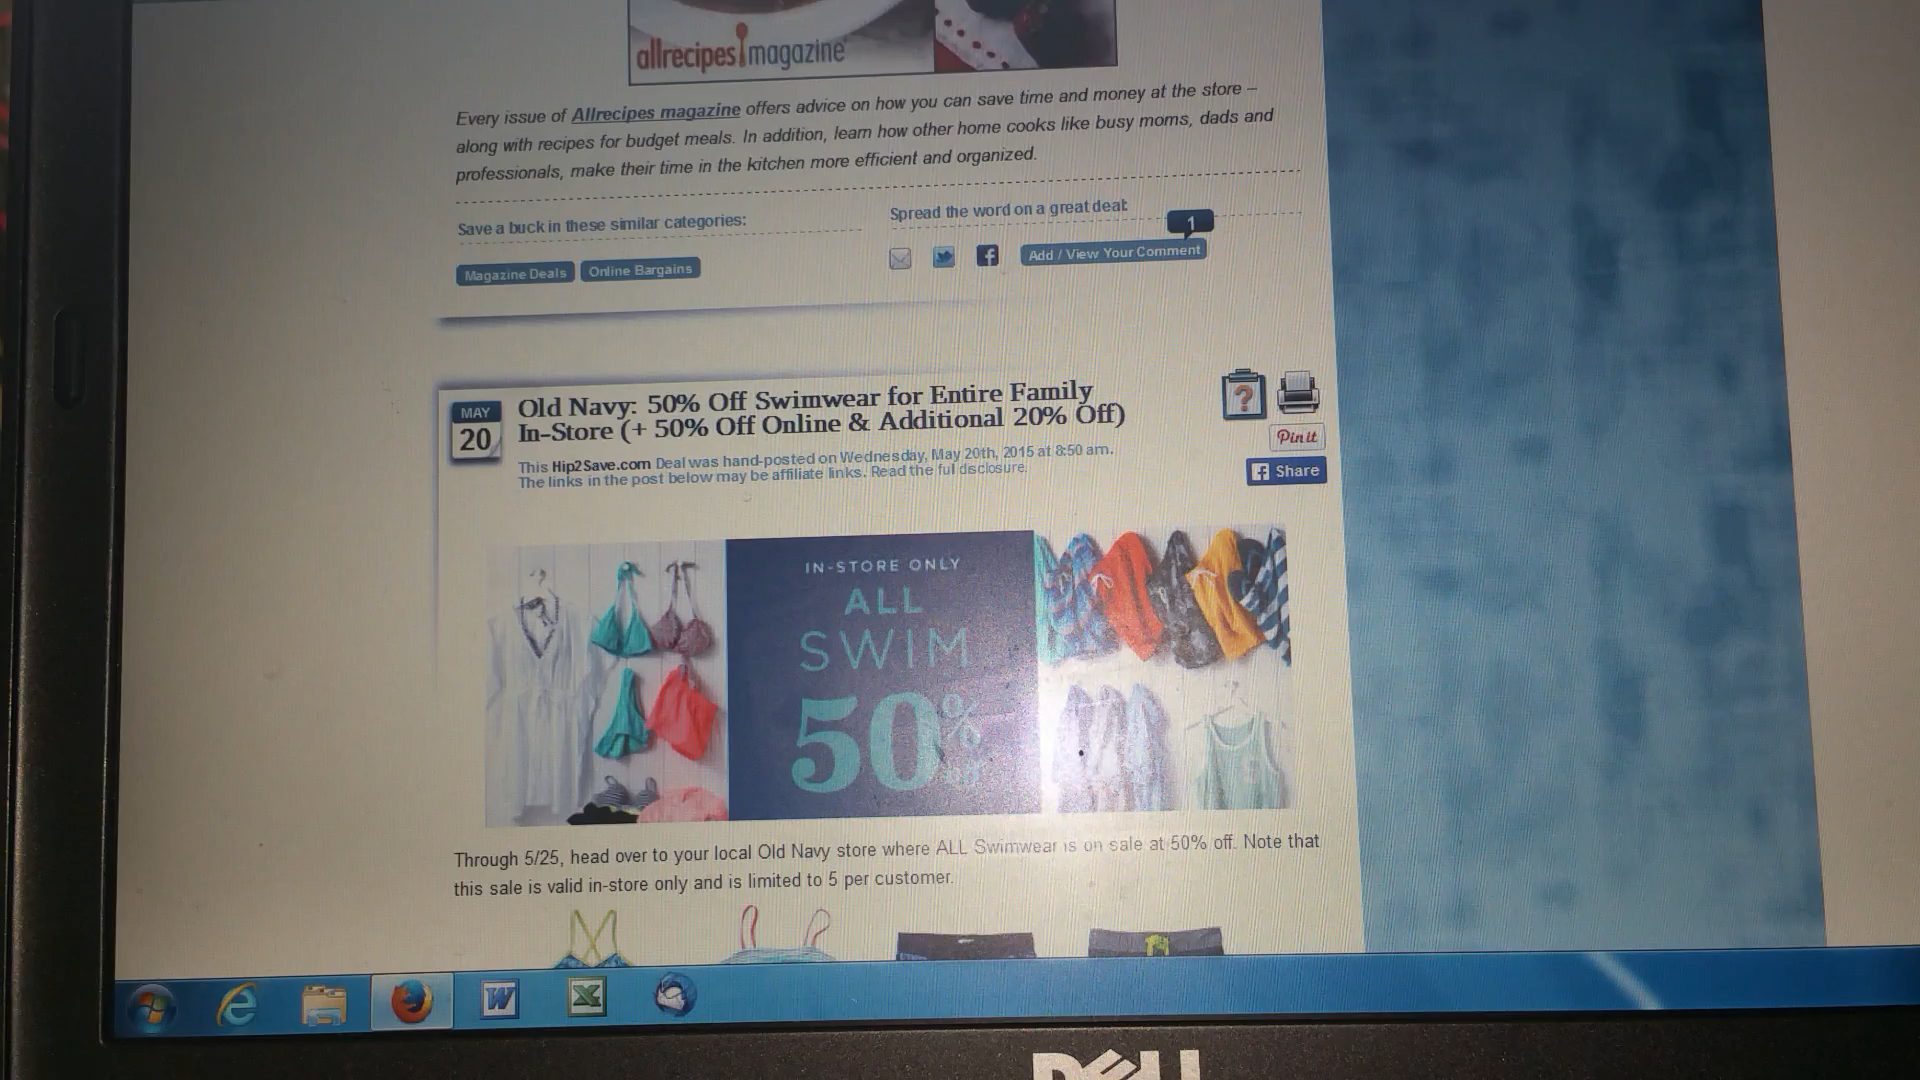 allrecipes magazine
Every issue of Allrecipes magazine offers advice on how you can save time and money at the store –
along with recipes for budget meals. In addition, learn how other home cooks like busy moms, dads and
professionals, make their time in the kitchen more efficient and organized.
Save a buck in these similar categories:
Spread the word on a great deal:
1
Magazine Deals
Online Bargains
Add / View Your Comment
MAY
20
Old Navy: 50% Off Swimwear for Entire Family
In-Store (+ 50% Off Online & Additional 20% Off)
This Hip2Save.com Deal was hand-posted on Wednesday, May 20th, 2015 at 8:50 am.
The links in the post below may be affiliate links. Read the full disclosure.
Pin it
Share
IN-STORE ONLY
ALL
SWIM
50%
off
Through 5/25, head over to your local Old Navy store where ALL Swimwear is on sale at 50% off. Note that
this sale is valid in-store only and is limited to 5 per customer.
DELL